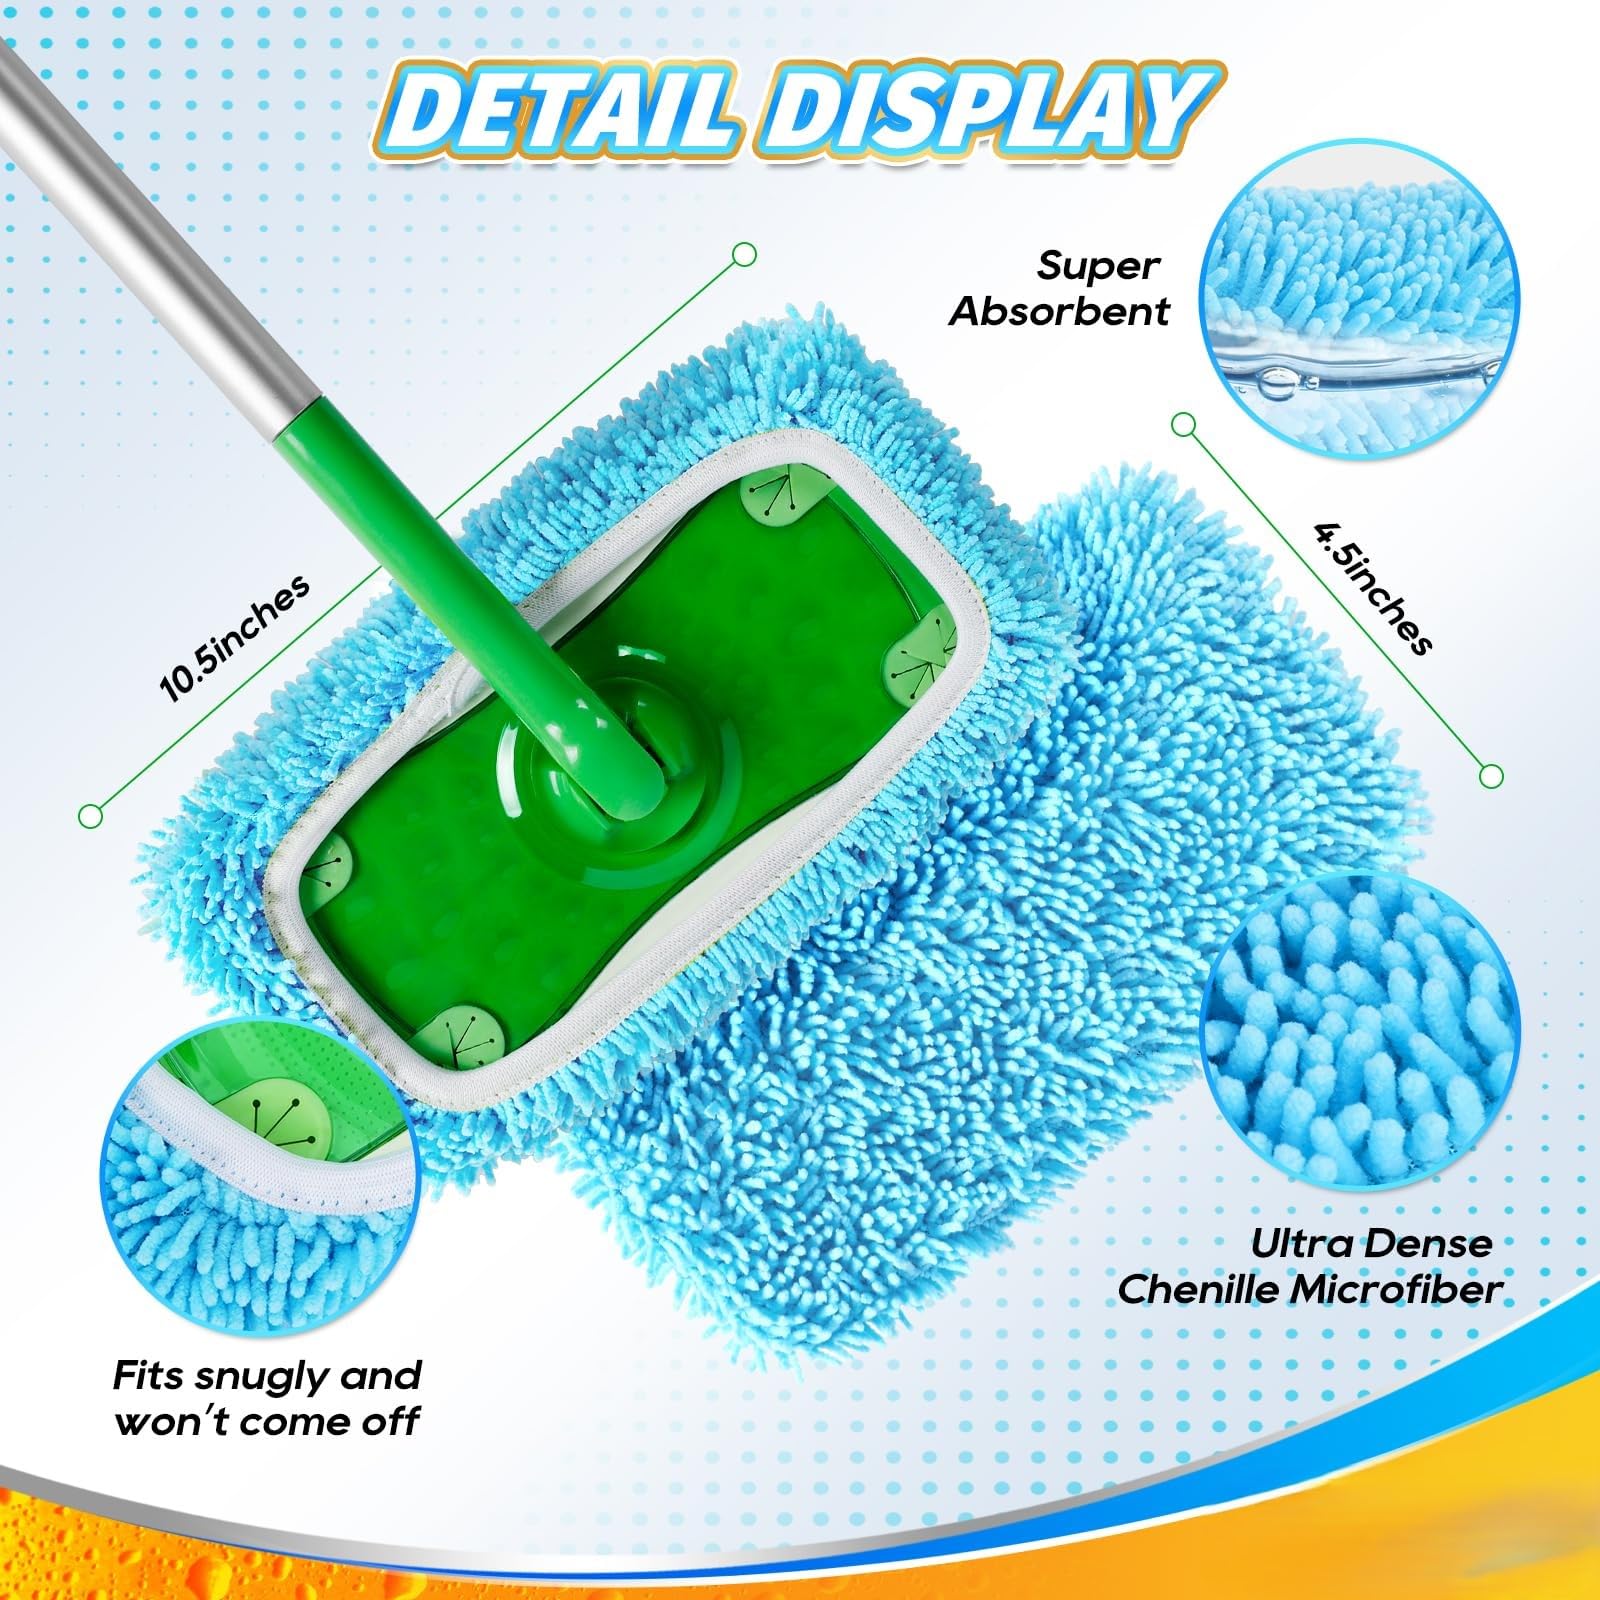 DETAIL DISPLAY
Super
Absorbent
10.5inches
4.5inches
Ultra Dense
Chenille Microfiber
Fits snugly and
won't come off